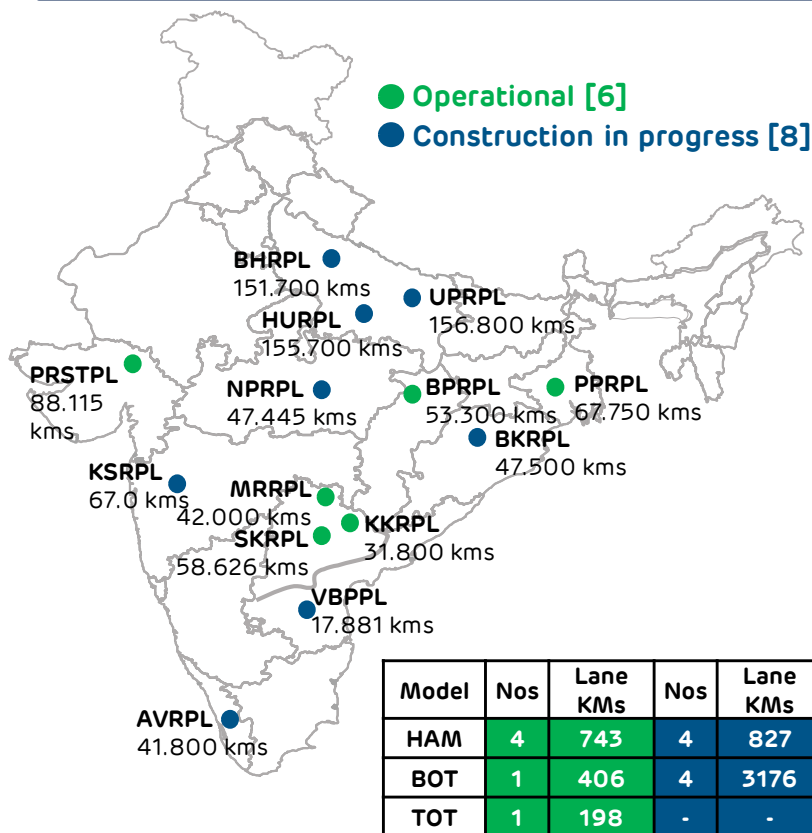 Operational [6]
Construction in progress [8]
BHRPL
151.700 kms
UPRPL
156.800 kms
HURPL
155.700 kms
PRSTPL
88.115
kms
NPRPL
47.445 kms
BPRPL
53.300 kms
PPRPL
67.750 kms
BKRPL
47.500 kms
KSRPL
67.0 kms
MRRPL
42.000 kms
KKRPL
31.800 kms
SKRPL
58.626 kms
VBPPL
17.881 kms
AVRPL
41.800 kms
Model Nos Lane KMs Nos Lane KMs
HAM 4 743 4 827
BOT 1 406 4 3176
TOT 1 198 - -